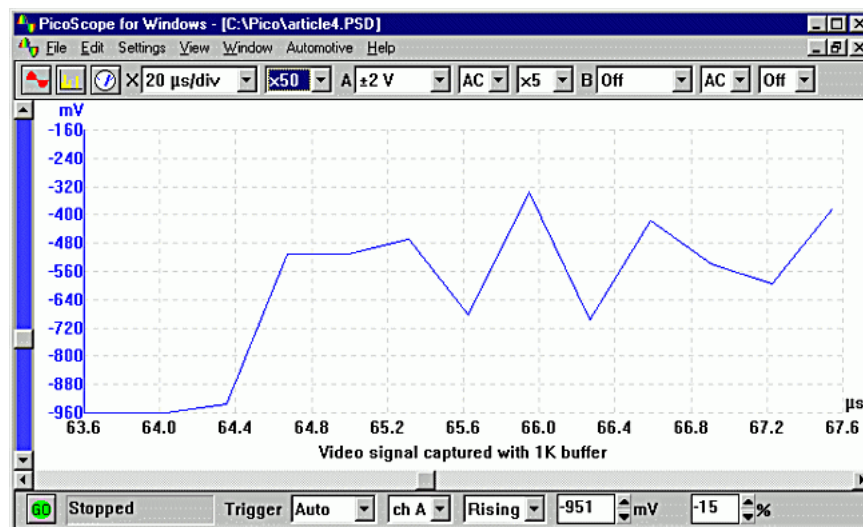 PicoScope for Windows - [C:\Pico\article4.PSD]
File Edit Settings View Window Automotive Help
X 20 µs/div x50 A ±2 V AC x5 B Off AC Off
mV
-160
-240
-320
-400
-480
-560
-640
-720
-800
-880
-960
µs
63.6 64.0 64.4 64.8 65.2 65.6 66.0 66.4 66.8 67.2 67.6
Video signal captured with 1K buffer
GO Stopped Trigger Auto ch A Rising -951 mV -15 %